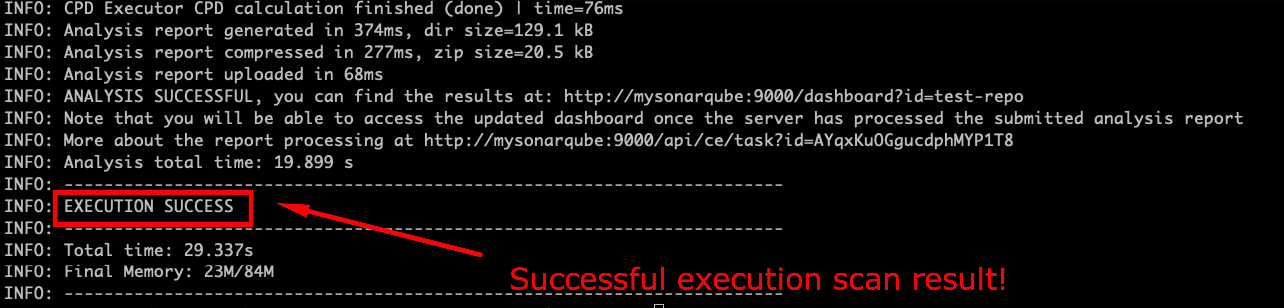 INFO: CPD Executor CPD calculation finished (done) | time=76ms
INFO: Analysis report generated in 374ms, dir size=129.1 kB
INFO: Analysis report compressed in 277ms, zip size=20.5 kB
INFO: Analysis report uploaded in 68ms
INFO: ANALYSIS SUCCESSFUL, you can find the results at: http://mysonarqube:9000/dashboard?id=test-repo
INFO: Note that you will be able to access the updated dashboard once the server has processed the submitted analysis report
INFO: More about the report processing at http://mysonarqube:9000/api/ce/task?id=AYqxKuOGgucdphMYP1T8
INFO: Analysis total time: 19.899 s
INFO: ------------------------------------------------------------------------
INFO: EXECUTION SUCCESS
INFO: ------------------------------------------------------------------------
INFO: Total time: 29.337s
INFO: Final Memory: 23M/84M
Successful execution scan result!
INFO: ------------------------------------------------------------------------